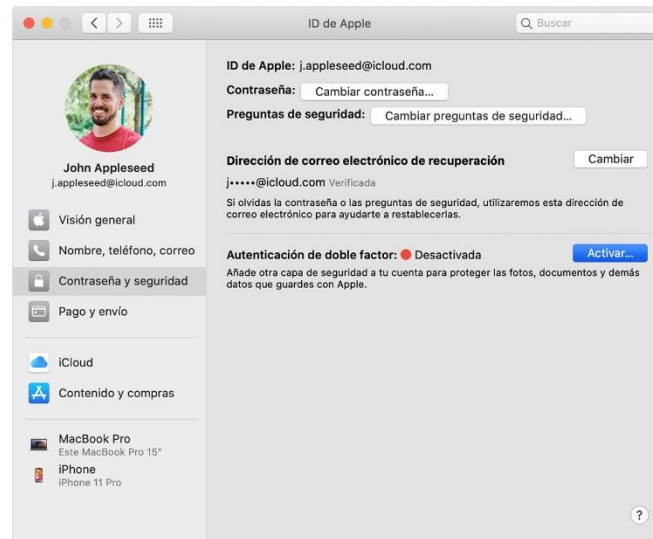 ID de Apple
Buscar
John Appleseed
j.appleseed@icloud.com
Visión general
Nombre, teléfono, correo
Contraseña y seguridad
Pago y envío
iCloud
Contenido y compras
MacBook Pro
Este MacBook Pro 15"
iPhone
iPhone 11 Pro
ID de Apple: j.appleseed@icloud.com
Contraseña: Cambiar contraseña...
Preguntas de seguridad: Cambiar preguntas de seguridad...
Dirección de correo electrónico de recuperación Cambiar
j•••••@icloud.com Verificada
Si olvidas la contraseña o las preguntas de seguridad, utilizaremos esta dirección de
correo electrónico para ayudarte a restablecerlas.
Autenticación de doble factor: Desactivada Activar...
Añade otra capa de seguridad a tu cuenta para proteger las fotos, documentos y demás
datos que guardes con Apple.
?